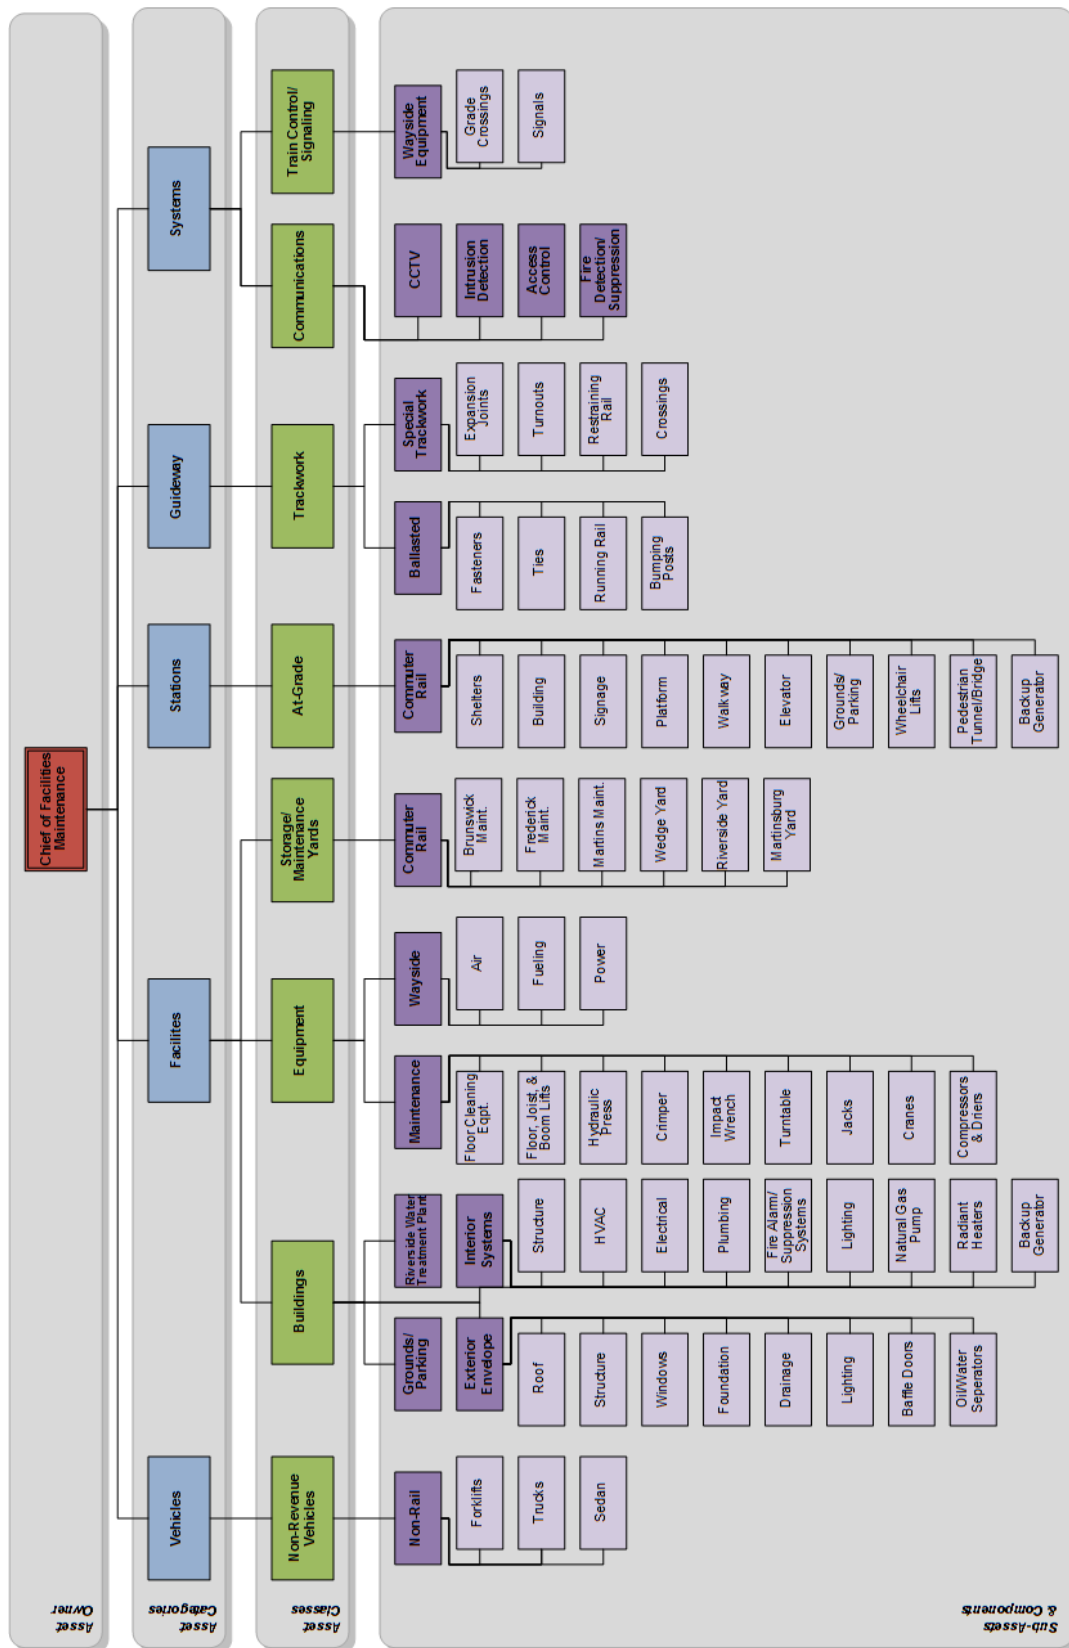 Asset
Owner
Chief of Facilities
Maintenance
Asset
Categories
Vehicles
Facilites
Stations
Guideway
Systems
Asset
Classes
Non-Revenue
Vehicles
Buildings
Equipment
Storage/
Maintenance
Yards
At-Grade
Trackwork
Communications
Train Control/
Signaling
Sub-Assets
& Components
Non-Rail
Forklifts
Trucks
Sedan
Grounds/
Parking
Exterior
Envelope
Roof
Structure
Windows
Foundation
Drainage
Lighting
Baffle Doors
Oil/Water
Seperators
Riverside Water
Treatment Plant
Interior
Systems
Structure
HVAC
Electrical
Plumbing
Fire Alarm/
Suppression
Systems
Lighting
Natural Gas
Pump
Radiant
Heaters
Backup
Generator
Maintenance
Floor Cleaning
Eqpt.
Floor, Joist, &
Boom Lifts
Hydraulic
Press
Crimper
Impact
Wrench
Turntable
Jacks
Cranes
Compressors
& Driers
Wayside
Air
Fueling
Power
Commuter
Rail
Brunswick
Maint.
Frederick
Maint.
Martins Maint.
Wedge Yard
Riverside Yard
Martinsburg
Yard
Commuter
Rail
Shelters
Building
Signage
Platform
Walkway
Elevator
Grounds/
Parking
Wheelchair
Lifts
Pedestrian
Tunnel/Bridge
Backup
Generator
Ballasted
Fasteners
Ties
Running Rail
Bumping
Posts
Special
Trackwork
Expansion
Joints
Turnouts
Restraining
Rail
Crossings
CCTV
Intrusion
Detection
Access
Control
Fire
Detection/
Suppression
Wayside
Equipment
Grade
Crossings
Signals